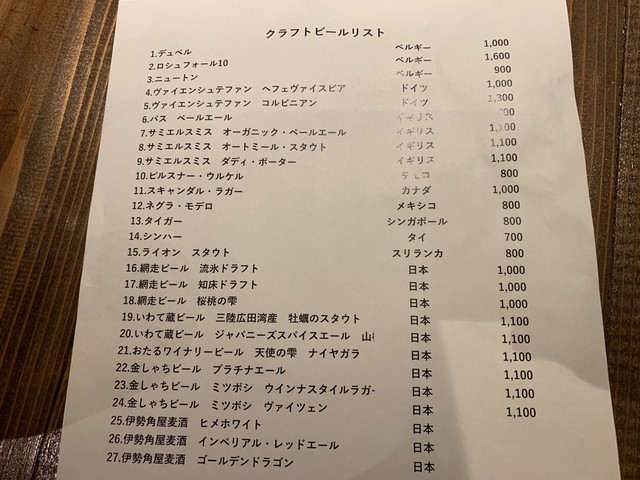 クラフトビールリスト
1.デュベル ベルギー 1,000
2.ロシュフォール10 ベルギー 1,600
3.ニュートン ベルギー 900
4.ヴァイエンシュテファン ヘフェヴァイスビア ドイツ 1,000
5.ヴァイエンシュテファン コルビニアン ドイツ 1,300
6.バス ペールエール イギリス
7.サミエルスミス オーガニック・ペールエール イギリス 1,100
8.サミエルスミス オートミール・スタウト イギリス 1,100
9.サミエルスミス タディ・ポーター イギリス 1,100
10.ピルスナー・ウルケル チェコ 800
11.スキャンダル・ラガー カナダ 1,000
12.ネグラ・モデロ メキシコ 800
13.タイガー シンガポール 800
14.シンハー タイ 700
15.ライオン スタウト スリランカ 800
16.網走ビール 流氷ドラフト 日本 1,000
17.網走ビール 知床ドラフト 日本 1,000
18.網走ビール 桜桃の雫 日本 1,000
19.いわて蔵ビール 三陸広田湾産 牡蠣のスタウト 日本 1,100
20.いわて蔵ビール ジャパニーズスパイスエール 山 日本 1,100
21.おたるワイナリービール 天使の雫 ナイヤガラ 日本 1,100
22.金しゃちビール プラチナエール 日本 1,100
23.金しゃちビール ミツボシ ウインナスタイルラガー 日本 1,100
24.金しゃちビール ミツボシ ヴァイツェン 日本 1,100
25.伊勢角屋麦酒 ヒメホワイト 日本
26.伊勢角屋麦酒 インペリアル・レッドエール 日本
27.伊勢角屋麦酒 ゴールデンドラゴン 日本